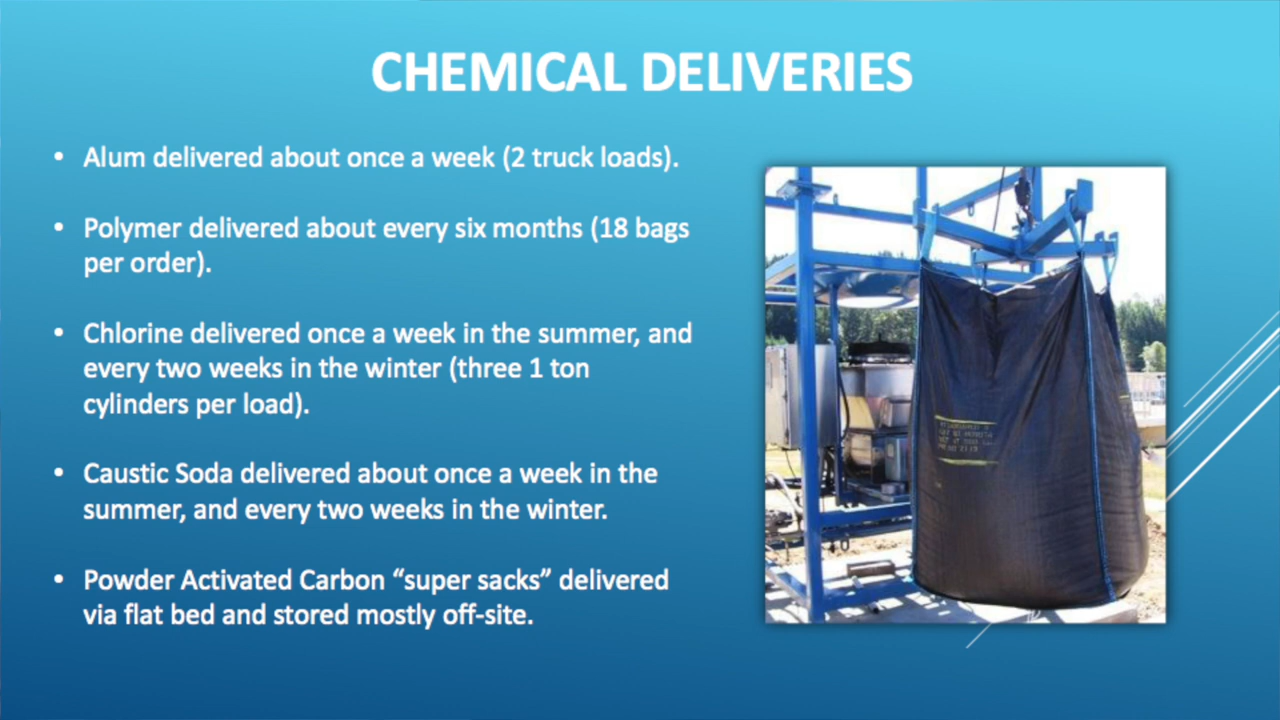 CHEMICAL DELIVERIES
• Alum delivered about once a week (2 truck loads).
• Polymer delivered about every six months (18 bags
per order).
• Chlorine delivered once a week in the summer, and
every two weeks in the winter (three 1 ton
cylinders per load).
• Caustic Soda delivered about once a week in the
summer, and every two weeks in the winter.
• Powder Activated Carbon “super sacks” delivered
via flat bed and stored mostly off-site.